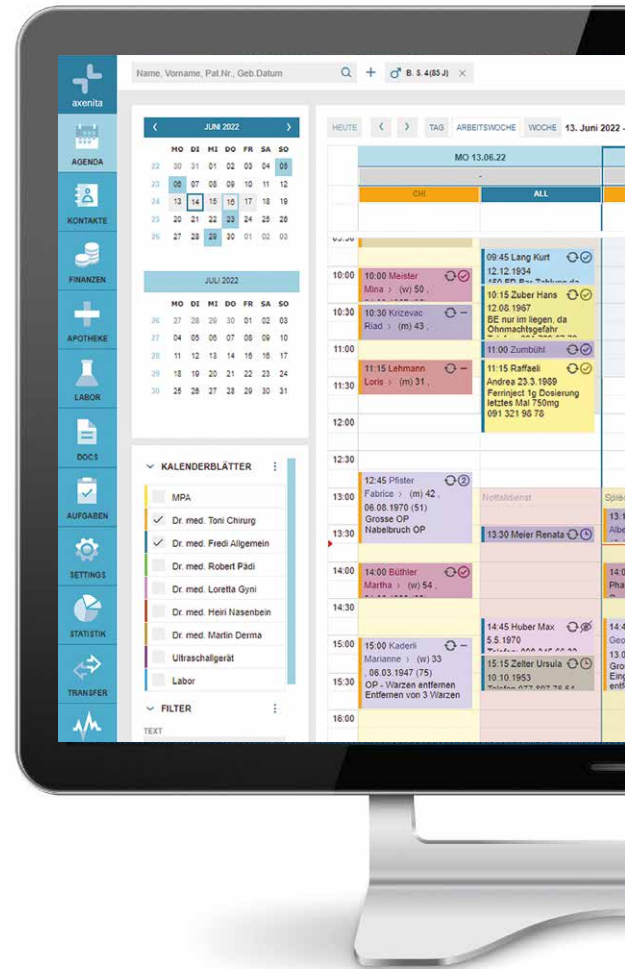 axenita
AGENDA
KONTAKTE
FINANZEN
APOTHEKE
LABOR
DOCS
AUFGABEN
SETTINGS
STATISTIK
TRANSFER
Name, Vorname, Pat.Nr., Geb.Datum
B. S. 4(85 J)
JUNI 2022
MO DI MI DO FR SA SO
22 30 31 01 02 03 04 05
23 06 07 08 09 10 11 12
24 13 14 15 16 17 18 19
25 20 21 22 23 24 25 26
26 27 28 29 30 01 02 03
JULI 2022
MO DI MI DO FR SA SO
26 27 28 29 30 01 02 03
27 04 05 06 07 08 09 10
28 11 12 13 14 15 16 17
29 18 19 20 21 22 23 24
30 25 26 27 28 29 30 31
KALENDERBLÄTTER
MPA
Dr. med. Toni Chirurg
Dr. med. Fredi Allgemein
Dr. med. Robert Pädi
Dr. med. Loretta Gyni
Dr. med. Heiri Nasenbein
Dr. med. Martin Derma
Ultraschallgerät
Labor
FILTER
TEXT
HEUTE TAG ARBEITSWOCHE WOCHE 13. Juni 2022 -
MO 13.06.22
-
CHI ALL
10:00
10:30
11:00
11:30
12:00
12:30
13:00
13:30
14:00
14:30
15:00
15:30
16:00
10:00 Meister
Mina > (w) 50 ,
10:30 Krizevac
Riad > (m) 43 ,
11:15 Lehmann
Loris > (m) 31 ,
12:45 Pfister
Fabrice > (m) 42 ,
06.08.1970 (51)
Grosse OP
Nabelbruch OP
14:00 Bühler
Martha > (w) 54 ,
15:00 Kaderli
Marianne > (w) 33
, 06.03.1947 (75)
OP - Warzen entfernen
Entfernen von 3 Warzen
09:45 Lang Kurt
12.12.1934
10:15 Zuber Hans
12.08.1967
BE nur im liegen, da
Ohnmachtsgefahr
11:00 Zumbühl
11:15 Raffaeli
Andrea 23.3.1989
Ferrinject 1g Dosierung
letztes Mal 750mg
091 321 98 76
Notfalldienst
13:30 Meier Renata
14:45 Huber Max
5.5.1970
15:15 Zelter Ursula
10.10.1953